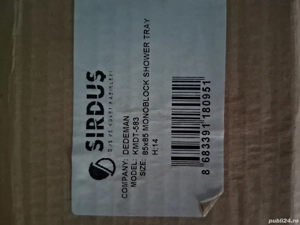 SIRDUS
COMPANY: DEDEMAN
MODEL: KMDT-583
SIZE: 85x85 MONOBLOCK SHOWER TRAY
H:14
8 683391 180951
publi24.ro